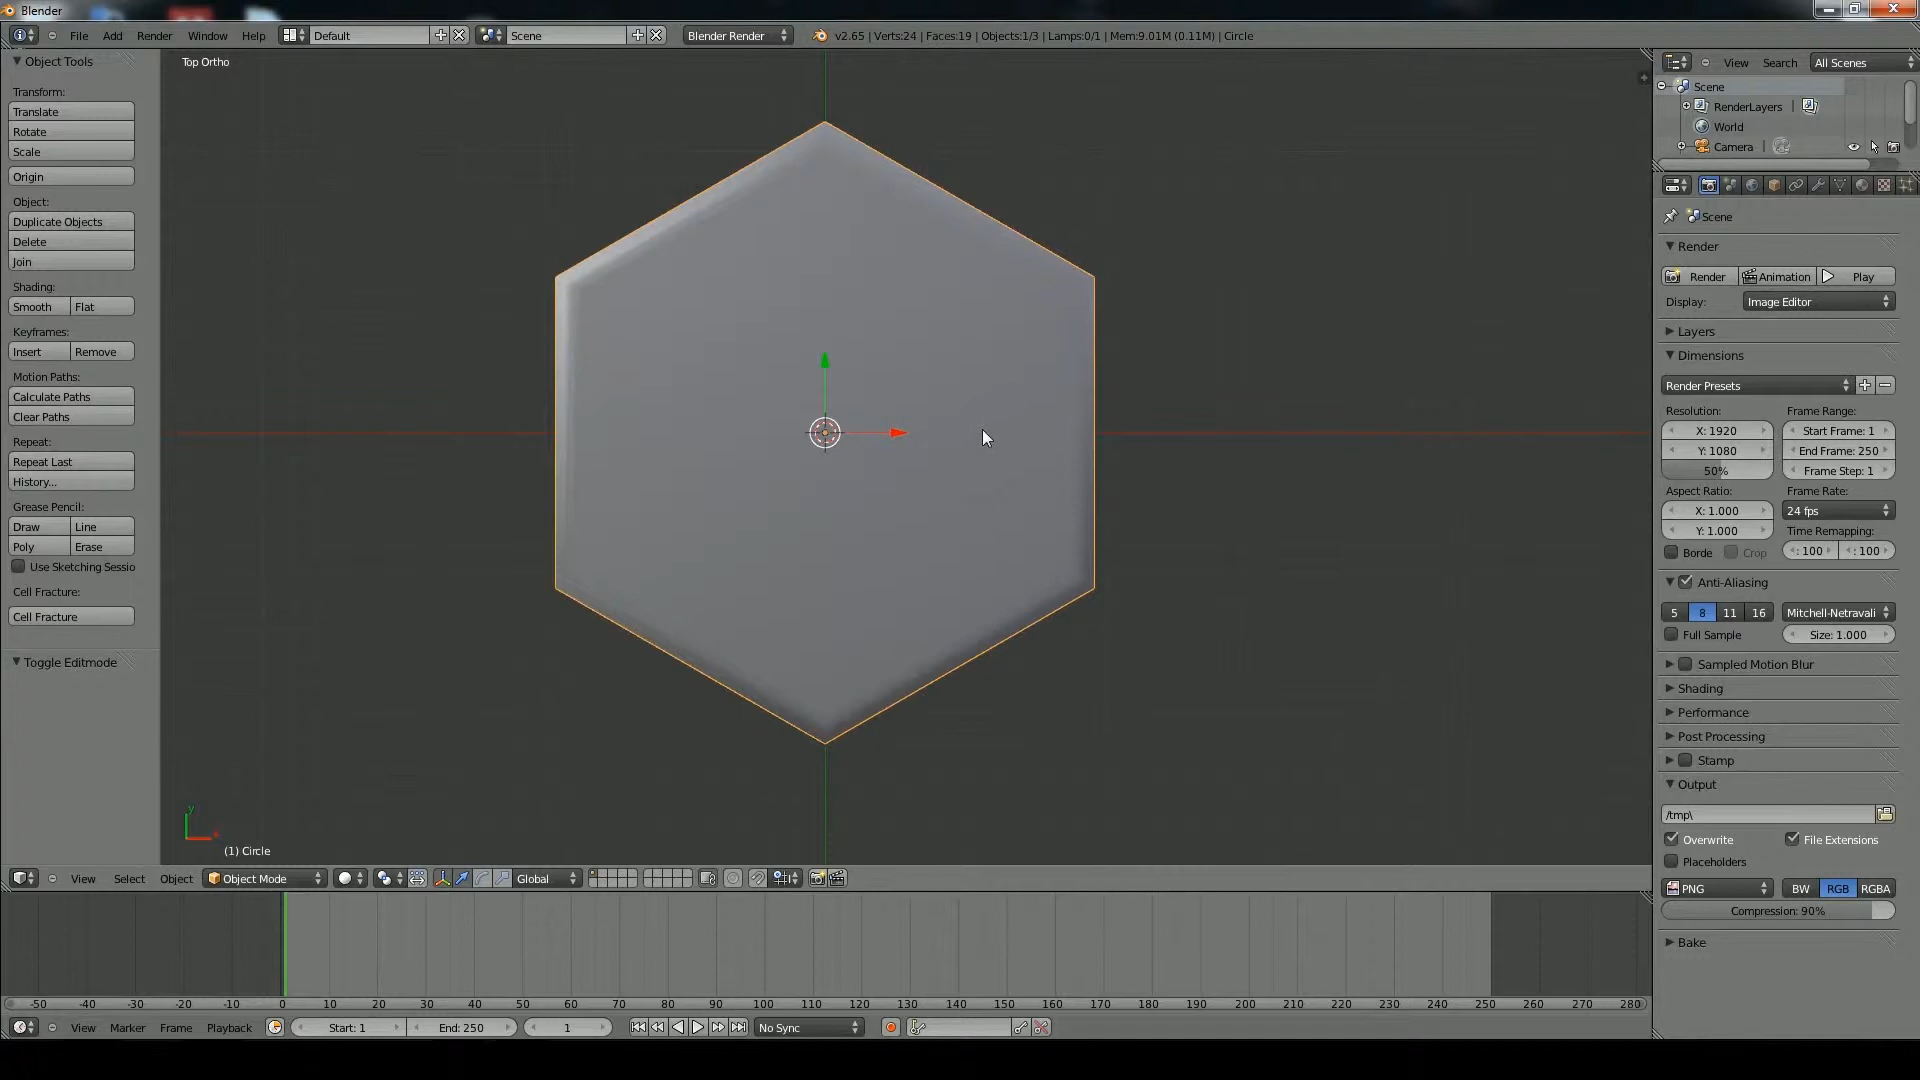 Blender
File Add Render Window Help Default Scene Blender Render v2.65 | Verts:24 | Faces:19 | Objects:1/3 | Lamps:0/1 | Mem:9.01M (0.11M) | Circle
Object Tools
Transform:
Translate
Rotate
Scale
Origin
Object:
Duplicate Objects
Delete
Join
Shading:
Smooth Flat
Keyframes:
Insert Remove
Motion Paths:
Calculate Paths
Clear Paths
Repeat:
Repeat Last
History...
Grease Pencil:
Draw Line
Poly Erase
Use Sketching Sessio
Cell Fracture:
Cell Fracture
Toggle Editmode
Top Ortho
y
x
(1) Circle
View Select Object Object Mode Global
-50 -40 -30 -20 -10 0 10 20 30 40 50 60 70 80 90 100 110 120 130 140 150 160 170 180 190 200 210 220 230 240 250 260 270 280
View Marker Frame Playback Start: 1 End: 250 1 No Sync
View Search All Scenes
Scene
RenderLayers |
World
Camera |
Scene
Render
Render Animation Play
Display: Image Editor
Layers
Dimensions
Render Presets
Resolution: Frame Range:
X: 1920 Start Frame: 1
Y: 1080 End Frame: 250
50% Frame Step: 1
Aspect Ratio: Frame Rate:
X: 1.000 24 fps
Y: 1.000 Time Remapping:
Borde Crop : 100 : 100
Anti-Aliasing
5 8 11 16 Mitchell-Netravali
Full Sample Size: 1.000
Sampled Motion Blur
Shading
Performance
Post Processing
Stamp
Output
/tmp\
Overwrite File Extensions
Placeholders
PNG BW RGB RGBA
Compression: 90%
Bake